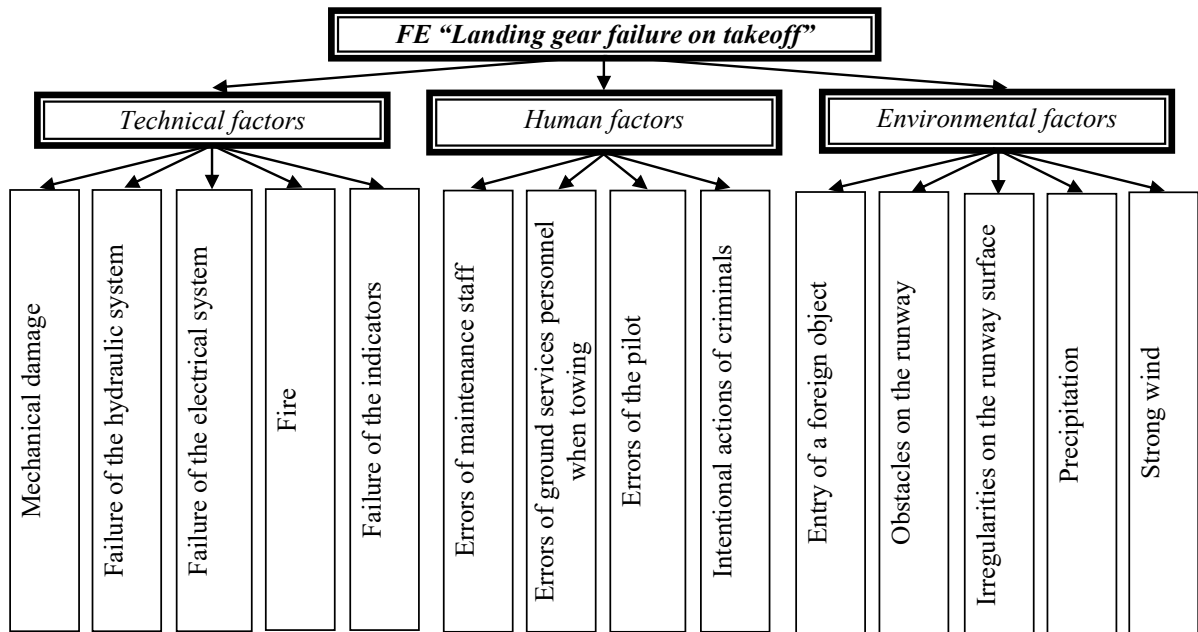 FE “Landing gear failure on takeoff”
Technical factors
Human factors
Environmental factors
Mechanical damage
Failure of the hydraulic system
Failure of the electrical system
Fire
Failure of the indicators
Errors of maintenance staff
Errors of ground services personnel
when towing
Errors of the pilot
Intentional actions of criminals
Entry of a foreign object
Obstacles on the runway
Irregularities on the runway surface
Precipitation
Strong wind